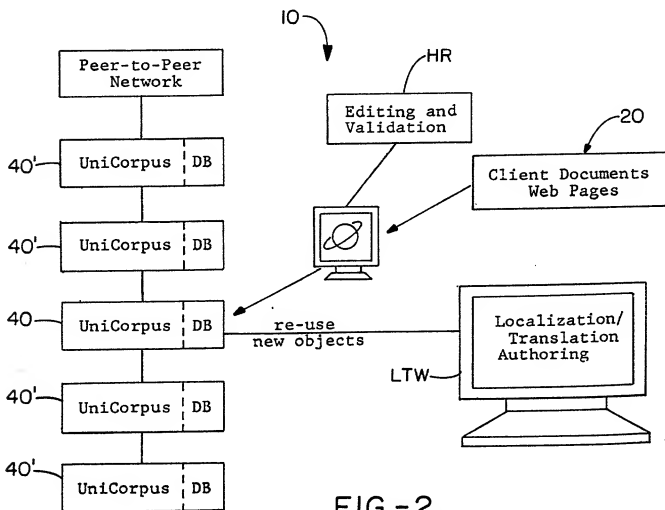 10
Peer-to-Peer
Network
HR
Editing and
Validation
20
Client Documents
Web Pages
40' UniCorpus DB
40' UniCorpus DB
40 UniCorpus DB
re-use
new objects
Localization/
Translation
Authoring
LTW
40' UniCorpus DB
40' UniCorpus DB
FIG.-2